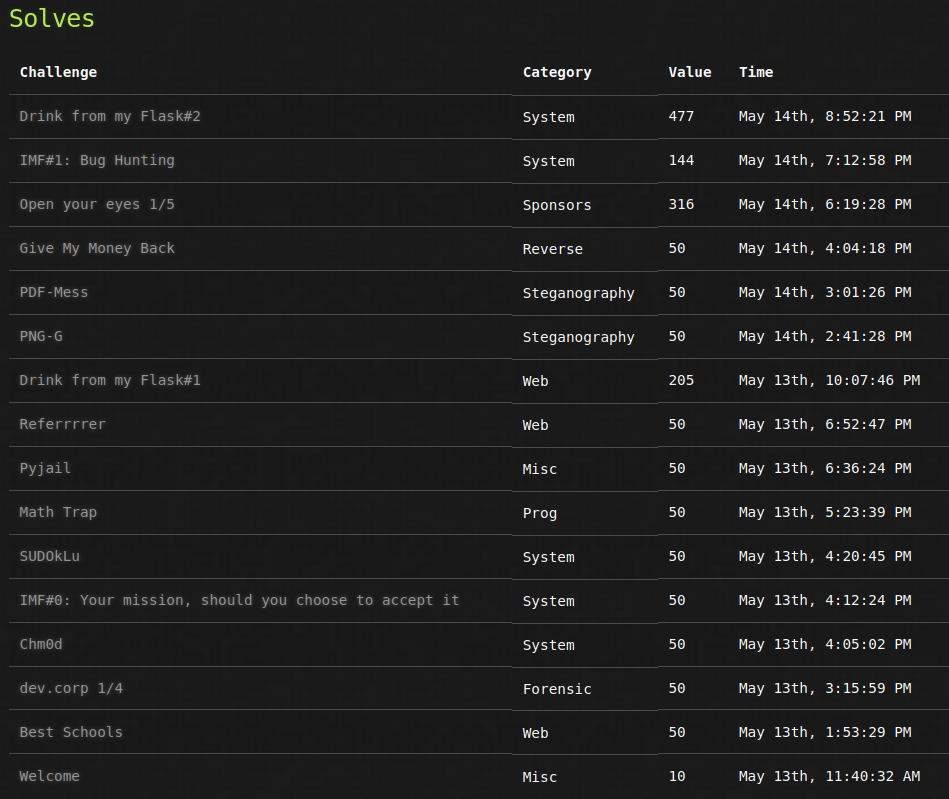 Solves
Challenge Category Value Time
Drink from my Flask#2 System 477 May 14th, 8:52:21 PM
IMF#1: Bug Hunting System 144 May 14th, 7:12:58 PM
Open your eyes 1/5 Sponsors 316 May 14th, 6:19:28 PM
Give My Money Back Reverse 50 May 14th, 4:04:18 PM
PDF-Mess Steganography 50 May 14th, 3:01:26 PM
PNG-G Steganography 50 May 14th, 2:41:28 PM
Drink from my Flask#1 Web 205 May 13th, 10:07:46 PM
Referrrrer Web 50 May 13th, 6:52:47 PM
Pyjail Misc 50 May 13th, 6:36:24 PM
Math Trap Prog 50 May 13th, 5:23:39 PM
SUDOkLu System 50 May 13th, 4:20:45 PM
IMF#0: Your mission, should you choose to accept it System 50 May 13th, 4:12:24 PM
Chm0d System 50 May 13th, 4:05:02 PM
dev.corp 1/4 Forensic 50 May 13th, 3:15:59 PM
Best Schools Web 50 May 13th, 1:53:29 PM
Welcome Misc 10 May 13th, 11:40:32 AM